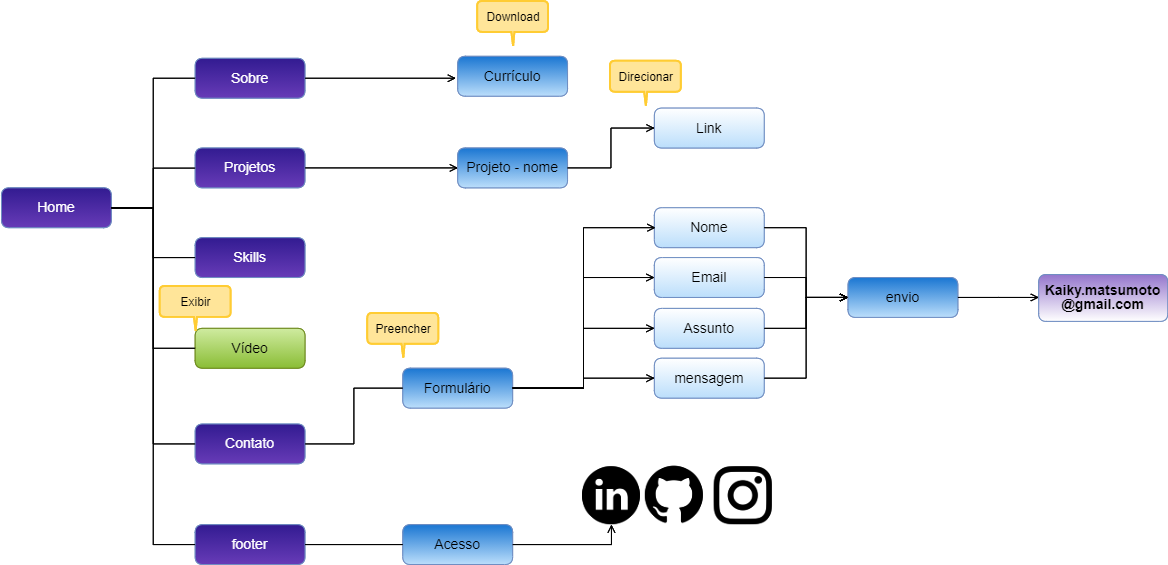 Download
Sobre
Currículo
Direcionar
Link
Projetos
Projeto - nome
Home
Nome
Skills
Email
Exibir
envio
Kaiky.matsumoto
@gmail.com
Preencher
Assunto
Vídeo
mensagem
Formulário
Contato
in
footer
Acesso